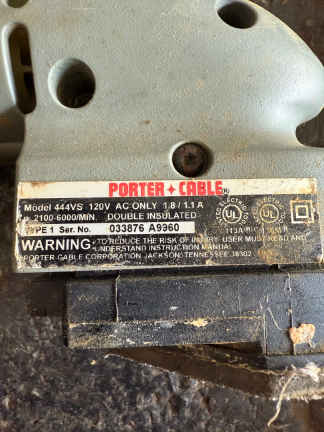 PORTER+CABLE®
Model 444VS 120V AC ONLY 1.8 / 1.1 A
2100-6000/MIN. DOUBLE INSULATED
TYPE 1 Ser. No. 033876 A9960
WARNING- TO REDUCE THE RISK OF INJURY, USER MUST READ AND
UNDERSTAND INSTRUCTION MANUAL.
PORTER-CABLE CORPORATION JACKSON, TENNESSEE 38302
UL
UL